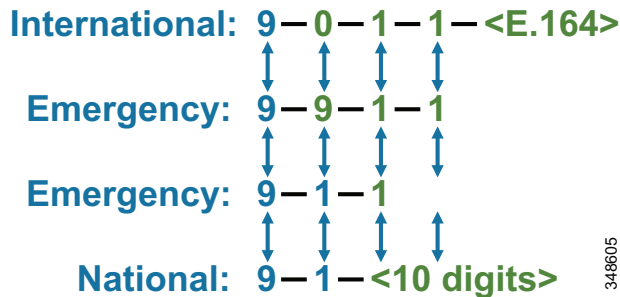 International: 9–0–1–1–<E.164>
Emergency: 9–9–1–1
Emergency: 9–1–1
National: 9–1–<10 digits>
348605